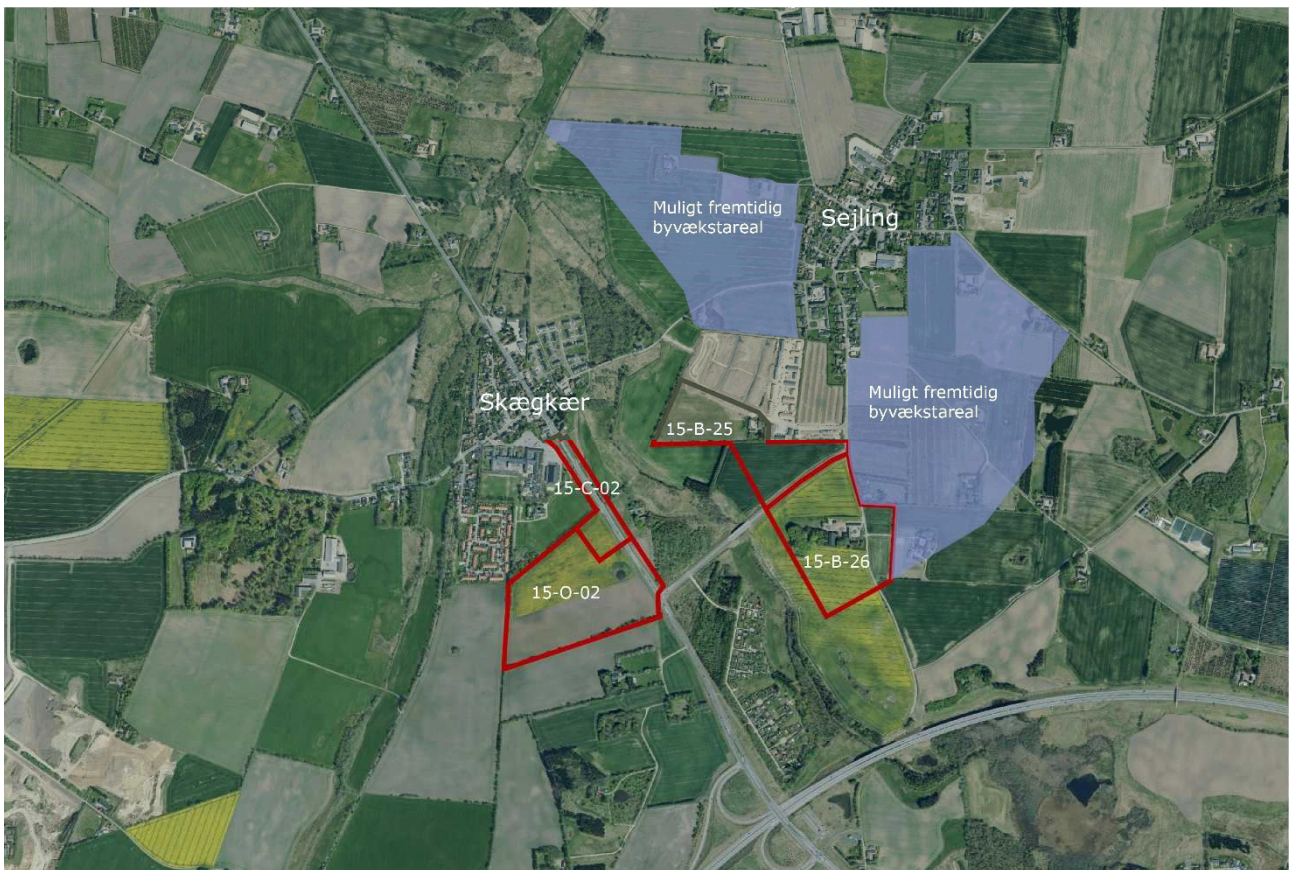 Muligt fremtidig
byvækstareal
Sejling
Muligt fremtidig
byvækstareal
Skægkær
15-B-25
15-C-02
15-B-26
15-O-02